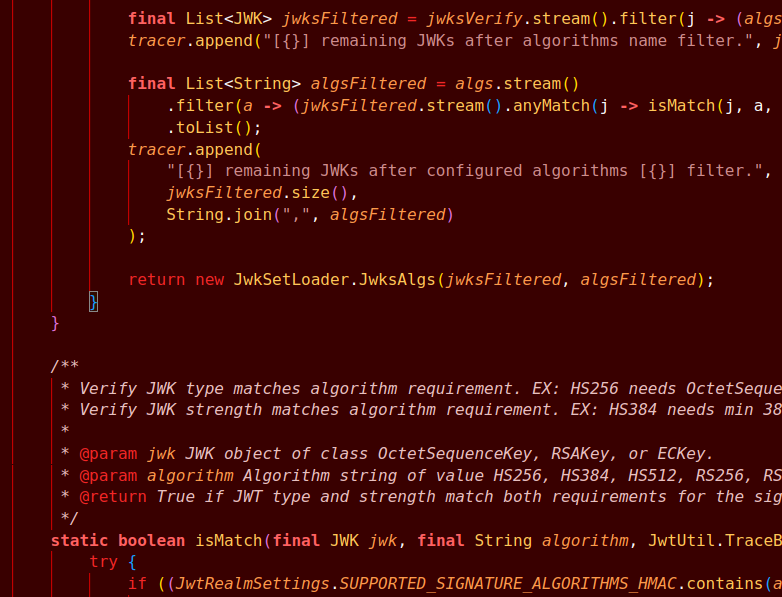 final List<JWK> jwksFiltered = jwksVerify.stream().filter(j -> (algs
tracer.append("[{}] remaining JWKs after algorithms name filter.", j
final List<String> algsFiltered = algs.stream()
.filter(a -> (jwksFiltered.stream().anyMatch(j -> isMatch(j, a,
.toList();
tracer.append(
"[{}] remaining JWKs after configured algorithms [{}] filter.",
jwksFiltered.size(),
String.join(",", algsFiltered)
);
return new JwkSetLoader.JwksAlgs(jwksFiltered, algsFiltered);
}
}
/**
* Verify JWK type matches algorithm requirement. EX: HS256 needs OctetSeque
* Verify JWK strength matches algorithm requirement. EX: HS384 needs min 38
*
* @param jwk JWK object of class OctetSequenceKey, RSAKey, or ECKey.
* @param algorithm Algorithm string of value HS256, HS384, HS512, RS256, RS
* @return True if JWT type and strength match both requirements for the sig
*/
static boolean isMatch(final JWK jwk, final String algorithm, JwtUtil.TraceB
try {
if ((JwtRealmSettings.SUPPORTED_SIGNATURE_ALGORITHMS_HMAC.contains(a